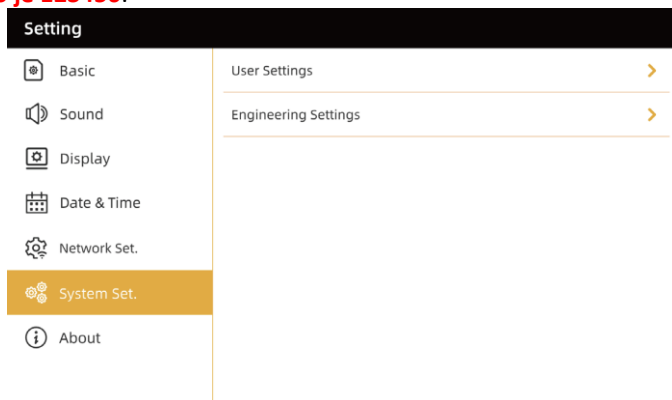 Setting
Basic
User Settings
Sound
Engineering Settings
Display
Date & Time
Network Set.
System Set.
About